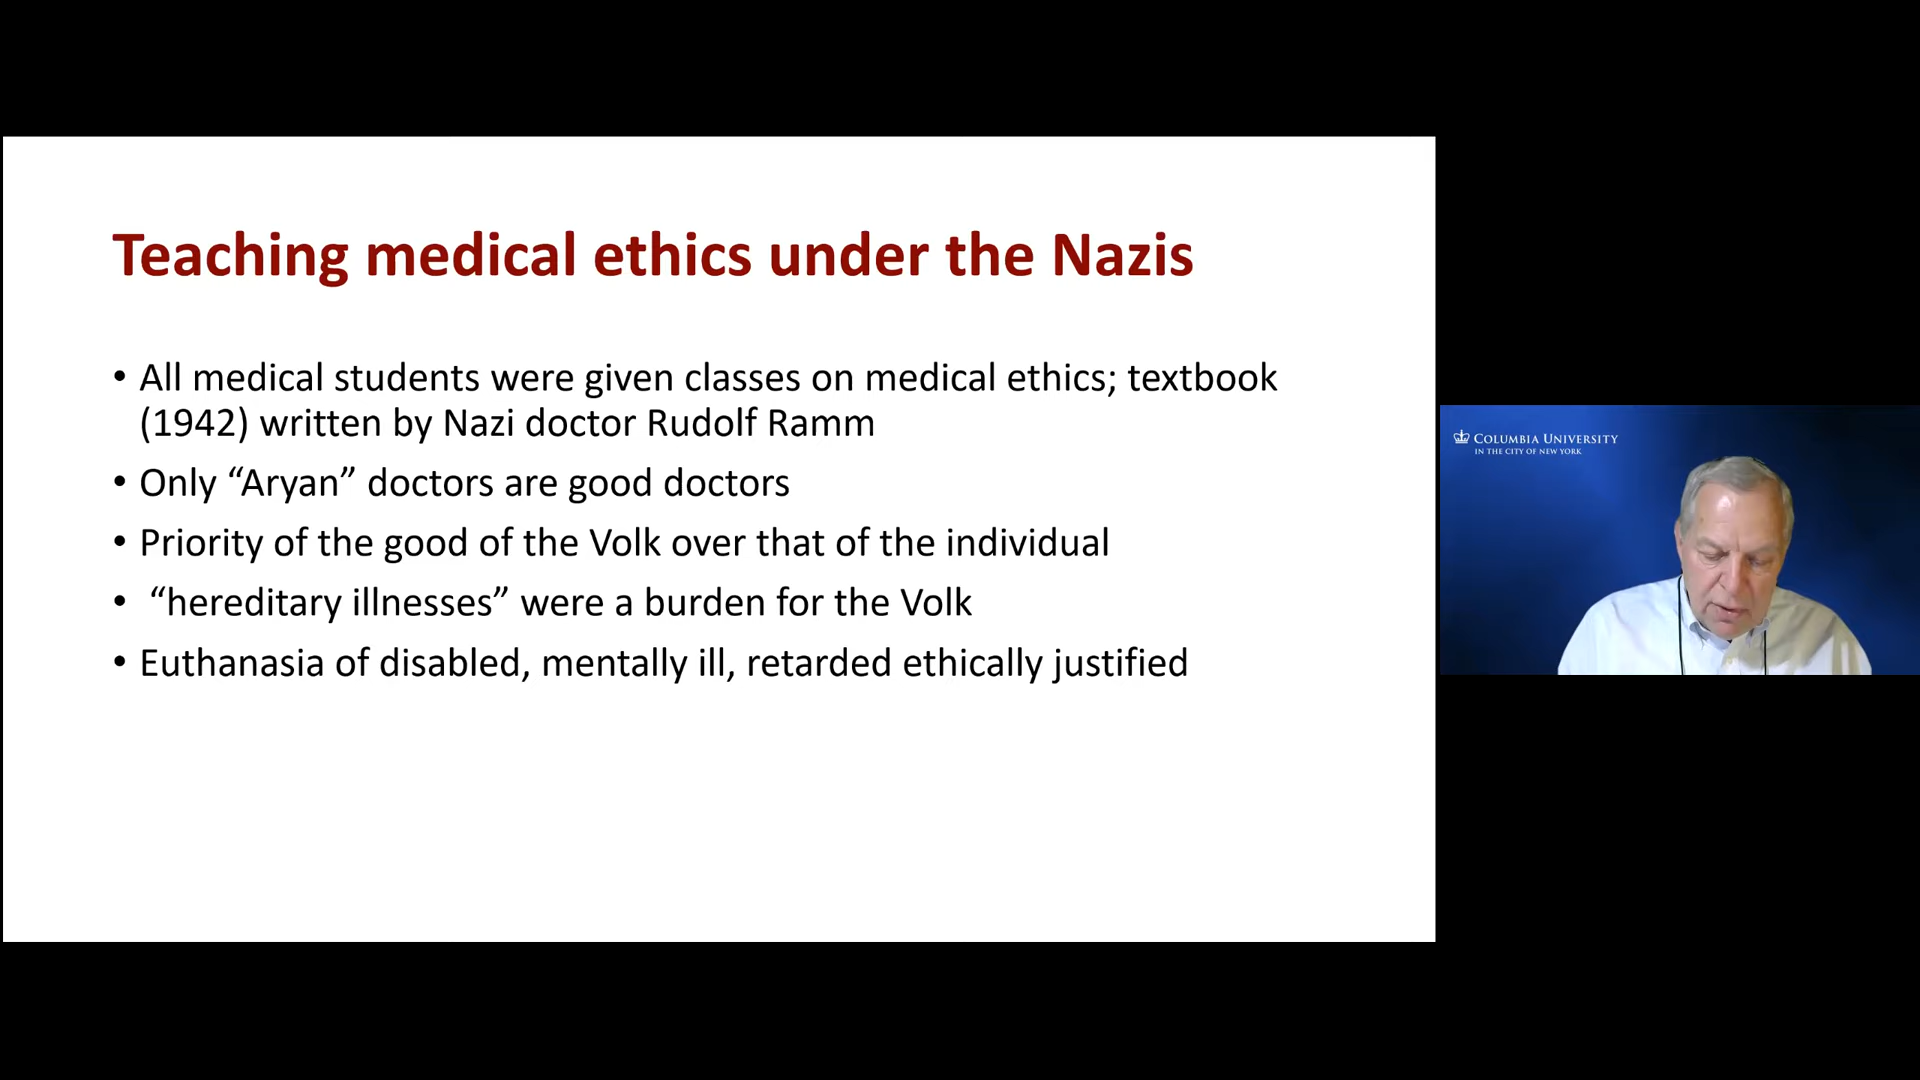 Teaching medical ethics under the Nazis
• All medical students were given classes on medical ethics; textbook
(1942) written by Nazi doctor Rudolf Ramm
• Only “Aryan” doctors are good doctors
• Priority of the good of the Volk over that of the individual
• “hereditary illnesses” were a burden for the Volk
• Euthanasia of disabled, mentally ill, retarded ethically justified
COLUMBIA UNIVERSITY
IN THE CITY OF NEW YORK